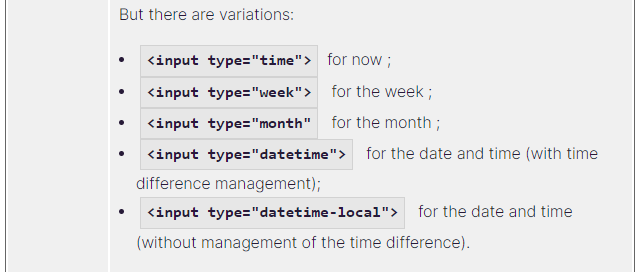 But there are variations:
<input type="time"> for now ;
<input type="week"> for the week ;
<input type="month" for the month ;
<input type="datetime"> for the date and time (with time
difference management);
<input type="datetime-local"> for the date and time
(without management of the time difference).